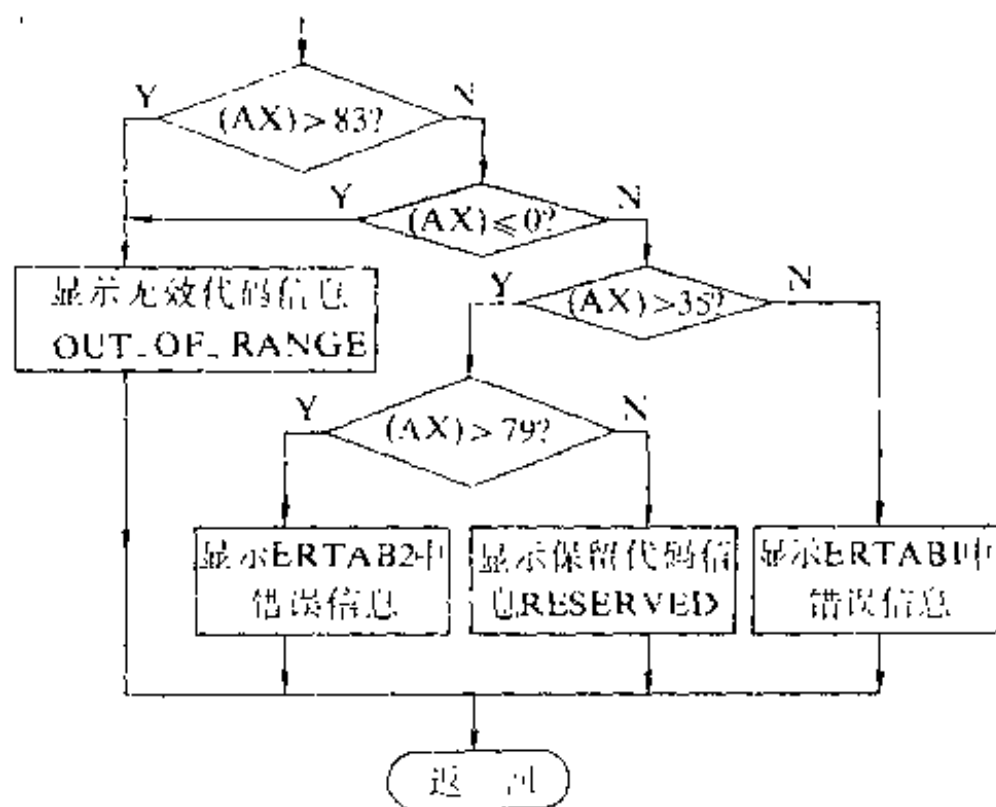 Y
N
(AX)>83?
Y
N
(AX)≤0?
显示无效代码信息
OUT_OF_RANGE
Y
N
(AX)>35?
Y
N
(AX)>79?
显示ERTAB2中
错误信息
显示保留代码信
息RESERVED
显示ERTAB1中
错误信息
返 回